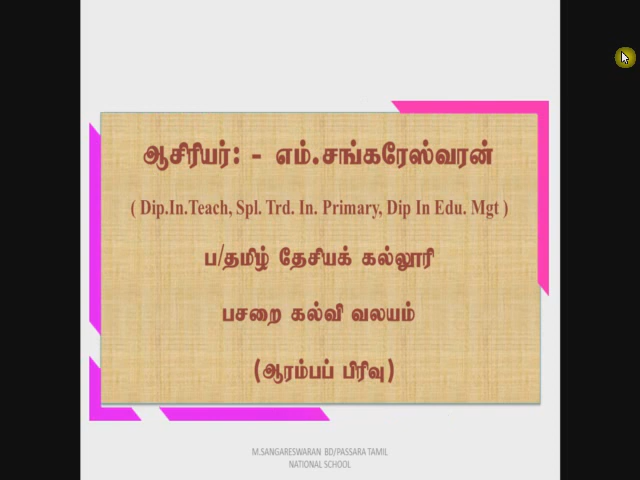 ஆசிரியர்: - எம்.சங்கரேஸ்வரன்
( Dip.In.Teach, Spl. Trd. In. Primary, Dip In Edu. Mgt )
ப/தமிழ் தேசியக் கல்லூரி
பசறை கல்வி வலயம்
(ஆரம்பப் பிரிவு)
M.SANGARESWARAN BD/PASSARA TAMIL
NATIONAL SCHOOL